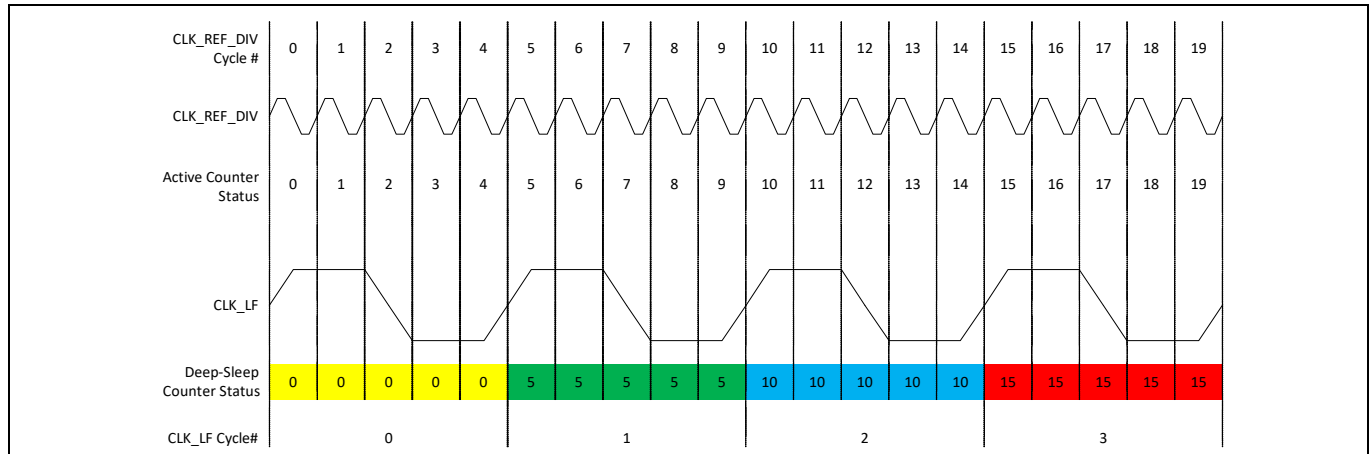 CLK_REF_DIV
Cycle #
0 1 2 3 4 5 6 7 8 9 10 11 12 13 14 15 16 17 18 19
CLK_REF_DIV
Active Counter
Status
0 1 2 3 4 5 6 7 8 9 10 11 12 13 14 15 16 17 18 19
CLK_LF
Deep-Sleep
Counter Status
0 0 0 0 0 5 5 5 5 5 10 10 10 10 10 15 15 15 15 15
CLK_LF Cycle# 0 1 2 3